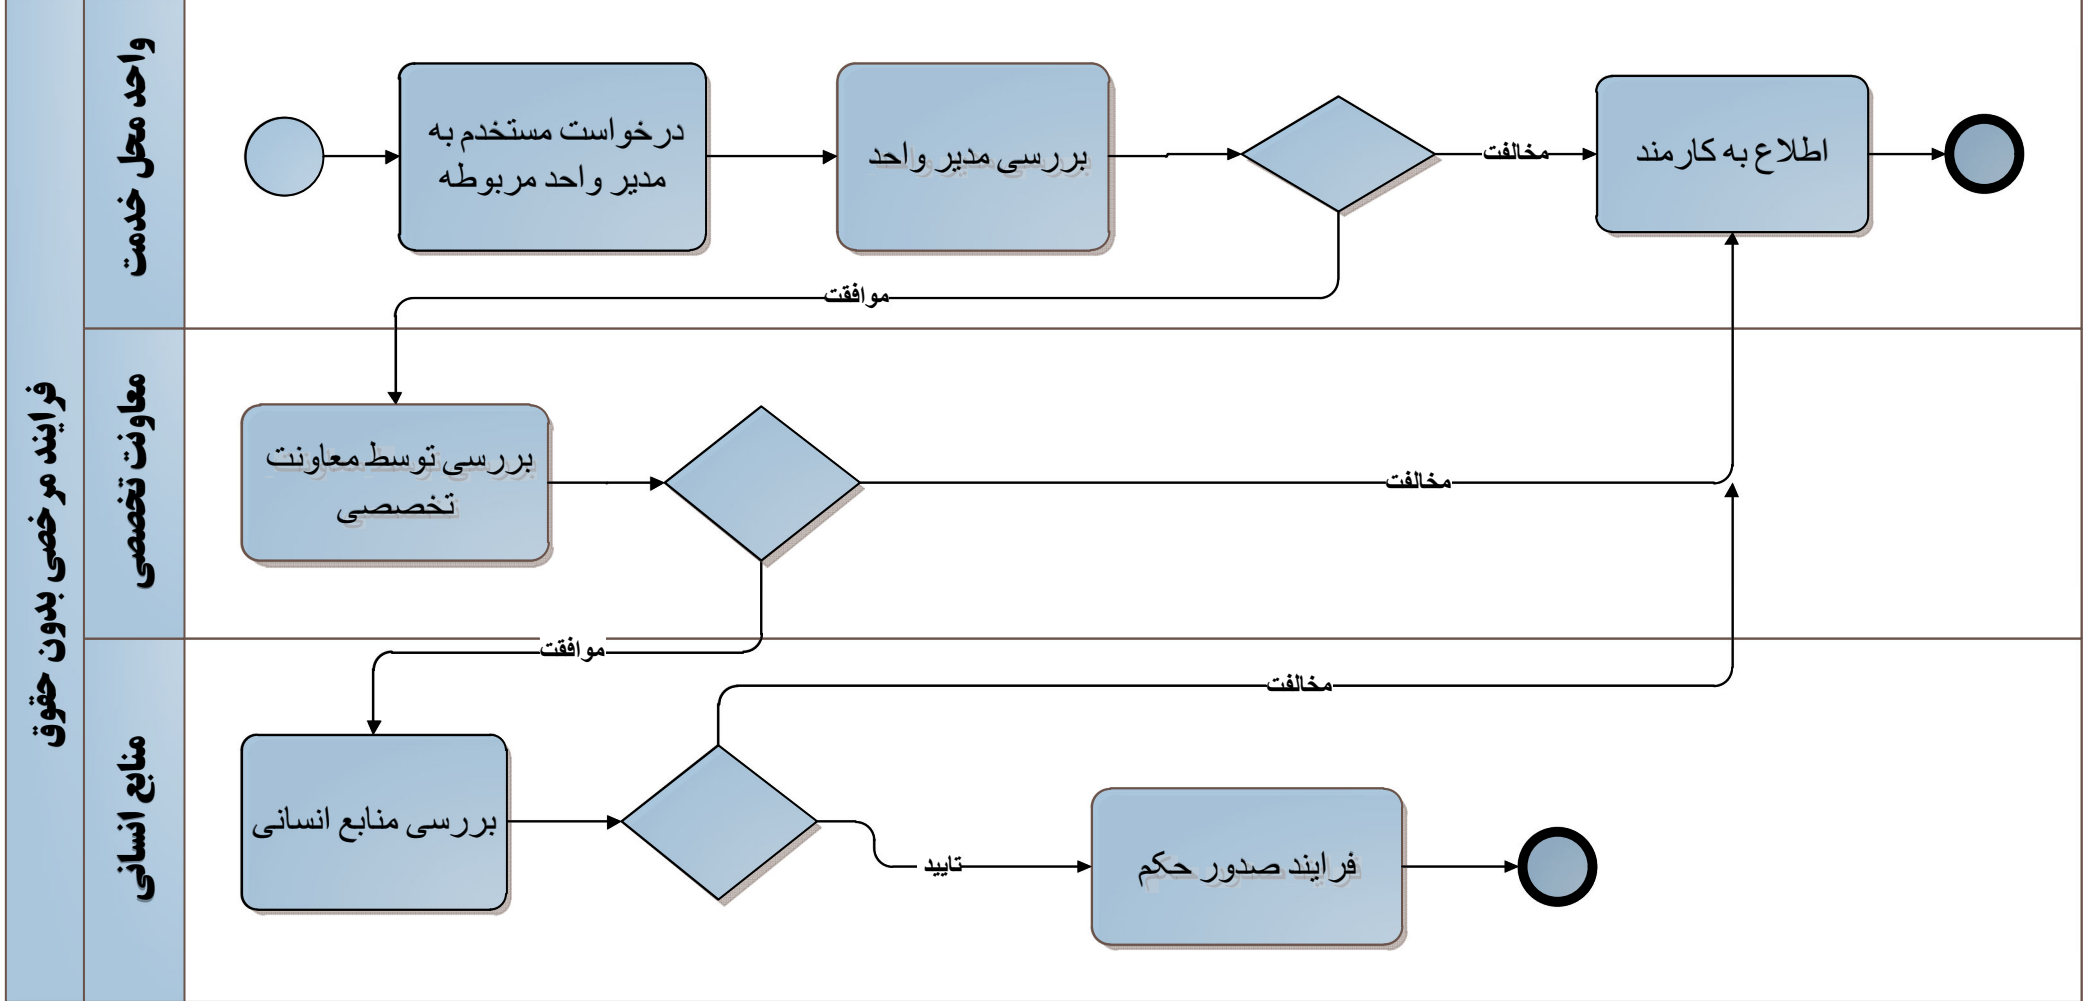 فرایند مرخصی بدون حقوق
واحد محل خدمت
درخواست مستخدم به
مدیر واحد مربوطه
بررسی مدیر واحد
مخالفت
اطلاع به کارمند
موافقت
معاونت تخصصی
بررسی توسط معاونت
تخصصی
مخالفت
موافقت
منابع انسانی
بررسی منابع انسانی
مخالفت
تایید
فرایند صدور حکم